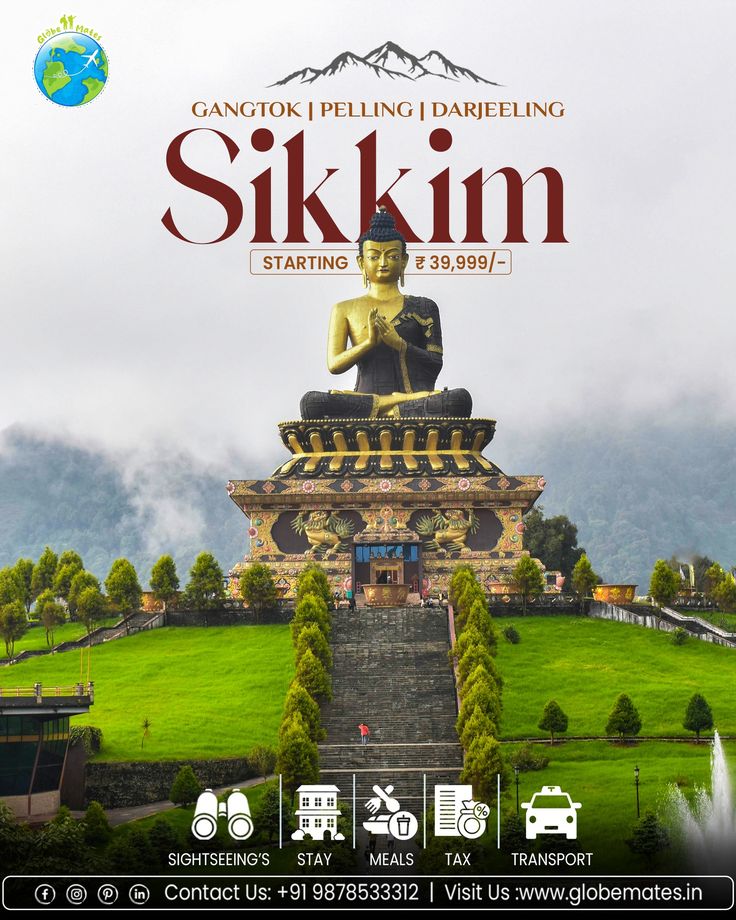 Globe Mates
GANGTOK | PELLING | DARJEELING
Sikkim
STARTING ₹ 39,999/-
SIGHTSEEING'S STAY MEALS TAX TRANSPORT
Contact Us: +91 9878533312 | Visit Us :www.globemates.in